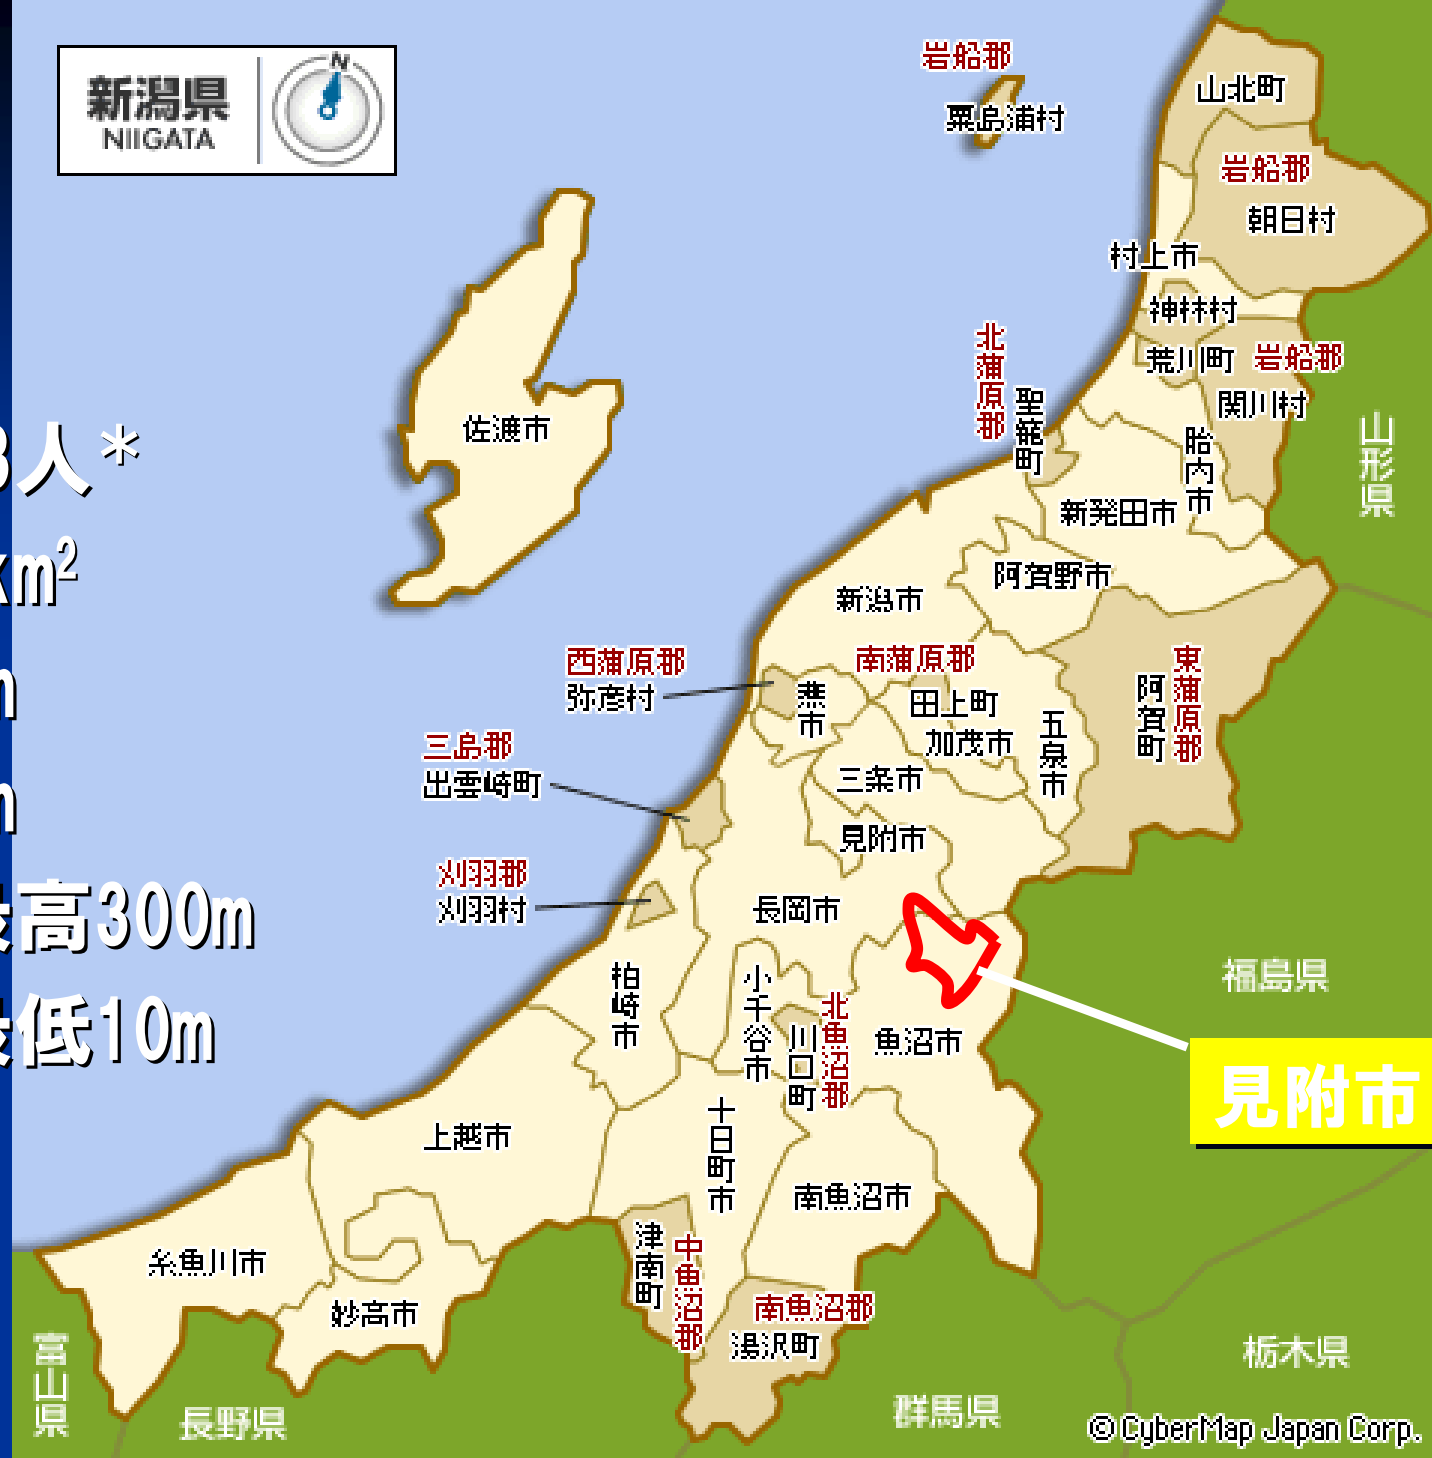 新潟県
NIIGATA
N
岩船郡
粟島浦村
山北町
岩船郡
朝日村
村上市
神林村
荒川町
岩船郡
関川村
北蒲原郡
聖籠町
胎内市
新発田市
山形県
佐渡市
3人*
km²
m
m
最高300m
最低10m
阿賀野市
新潟市
西蒲原郡
弥彦村
燕市
南蒲原郡
田上町
加茂市
五泉市
東蒲原郡
阿賀町
三島郡
出雲崎町
三条市
見附市
刈羽郡
刈羽村
長岡市
柏崎市
小千谷市
川口町
北魚沼郡
魚沼市
福島県
見附市
上越市
十日町市
南魚沼市
糸魚川市
妙高市
津南町
中魚沼郡
南魚沼郡
湯沢町
富山県
長野県
群馬県
栃木県
© CyberMap Japan Corp.